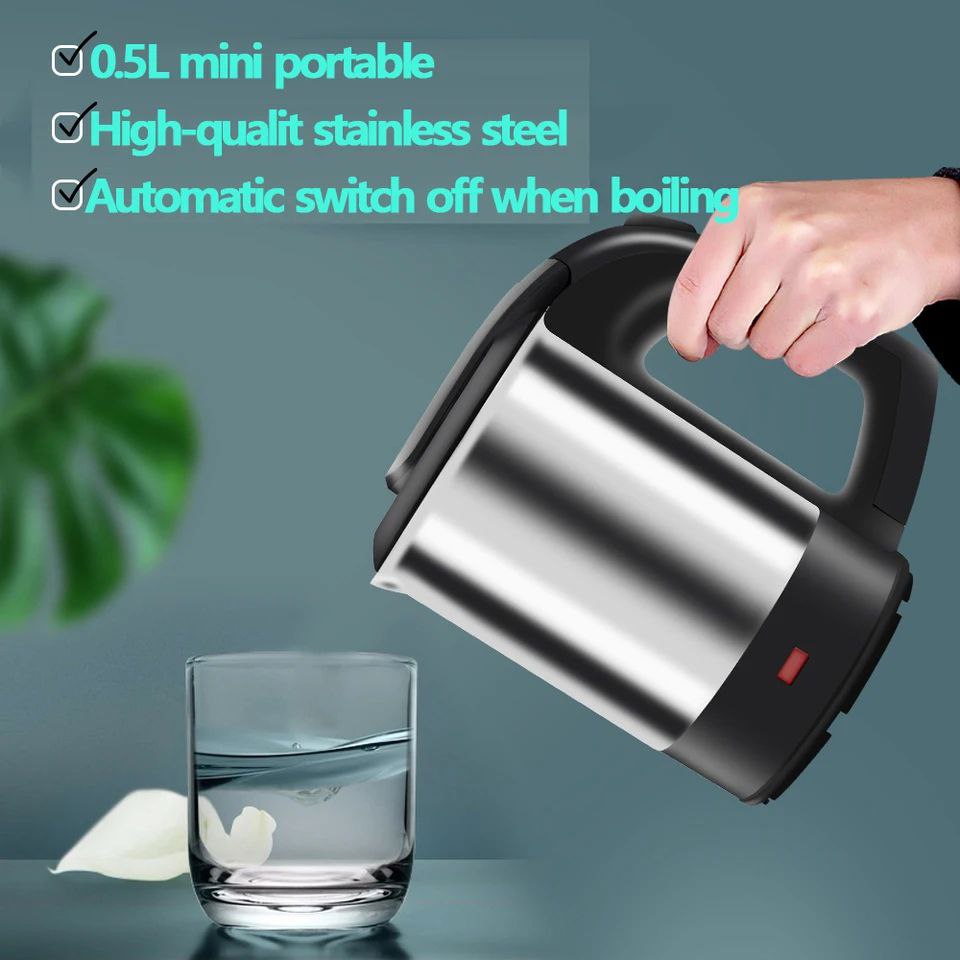 0.5L mini portable
High-qualit stainless steel
Automatic switch off when boiling